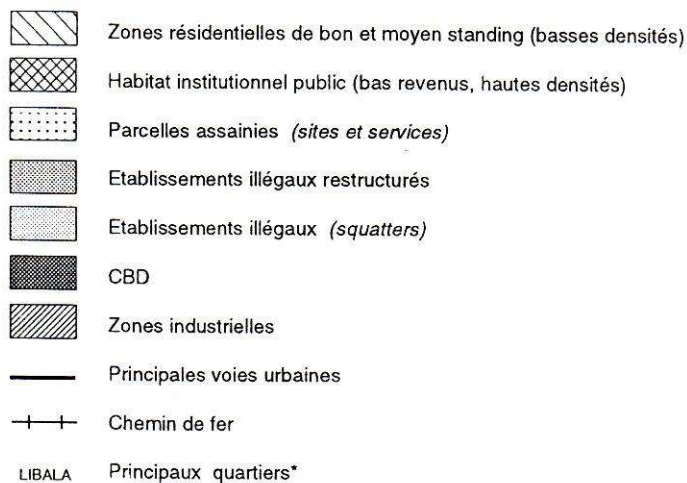 Zones résidentielles de bon et moyen standing (basses densités)
Habitat institutionnel public (bas revenus, hautes densités)
Parcelles assainies (sites et services)
Etablissements illégaux restructurés
Etablissements illégaux (squatters)
CBD
Zones industrielles
Principales voies urbaines
Chemin de fer
LIBALA Principaux quartiers*